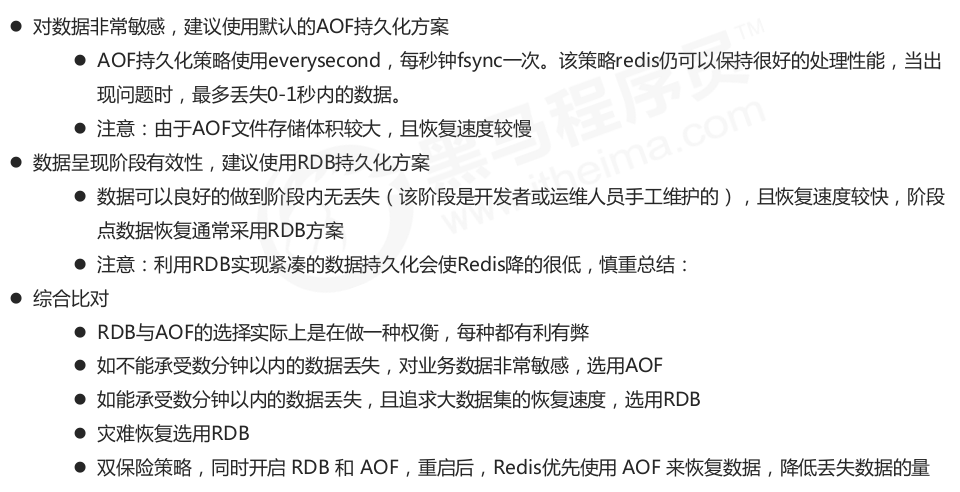 ● 对数据非常敏感，建议使用默认的AOF持久化方案
● AOF持久化策略使用everysecond，每秒钟fsync一次。该策略redis仍可以保持很好的处理性能，当出
现问题时，最多丢失0-1秒内的数据。
● 注意：由于AOF文件存储体积较大，且恢复速度较慢
● 数据呈现阶段有效性，建议使用RDB持久化方案
● 数据可以良好的做到阶段内无丢失（该阶段是开发者或运维人员手工维护的），且恢复速度较快，阶段
点数据恢复通常采用RDB方案
● 注意：利用RDB实现紧凑的数据持久化会使Redis降的很低，慎重总结：
● 综合比对
● RDB与AOF的选择实际上是在做一种权衡，每种都有利有弊
● 如不能承受数分钟以内的数据丢失，对业务数据非常敏感，选用AOF
● 如能承受数分钟以内的数据丢失，且追求大数据集的恢复速度，选用RDB
● 灾难恢复选用RDB
● 双保险策略，同时开启 RDB 和 AOF，重启后，Redis优先使用 AOF 来恢复数据，降低丢失数据的量
黑马程序员™
www.itheima.com